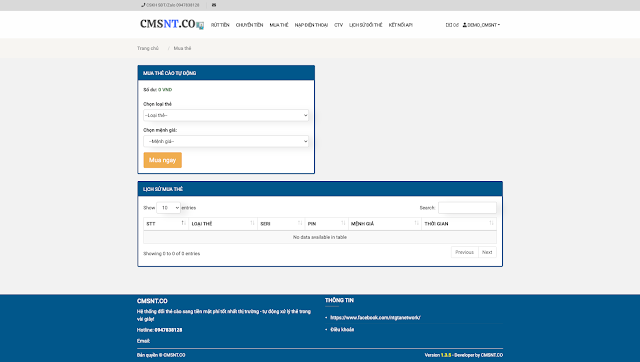 CSKH SĐT/Zalo 0947838128
CMSNT.CO
RÚT TIỀN CHUYỂN TIỀN MUA THẺ NẠP ĐIỆN THOẠI CTV LỊCH SỬ ĐỔI THẺ KẾT NỐI API DEMO_CMSNT
Trang chủ / Mua thẻ
MUA THẺ CÀO TỰ ĐỘNG
Số dư: 0 VND
Chọn loại thẻ
--Loại thẻ--
Chọn mệnh giá:
--Mệnh giá--
Mua ngay
LỊCH SỬ MUA THẺ
Show 10 entries Search:
STT LOẠI THẺ SERI PIN MỆNH GIÁ THỜI GIAN
No data available in table
Showing 0 to 0 of 0 entries Previous Next
CMSNT.CO
Hệ thống đổi thẻ cào sang tiền mặt phí tốt nhất thị trường - tự động xử lý thẻ trong
vài giây!
Hotline: 0947838128
Email:
THÔNG TIN
https://www.facebook.com/ntgtanetwork/
Điều khoản
Bản quyền © CMSNT.CO Version 1.0.5 - Developer by CMSNT.CO